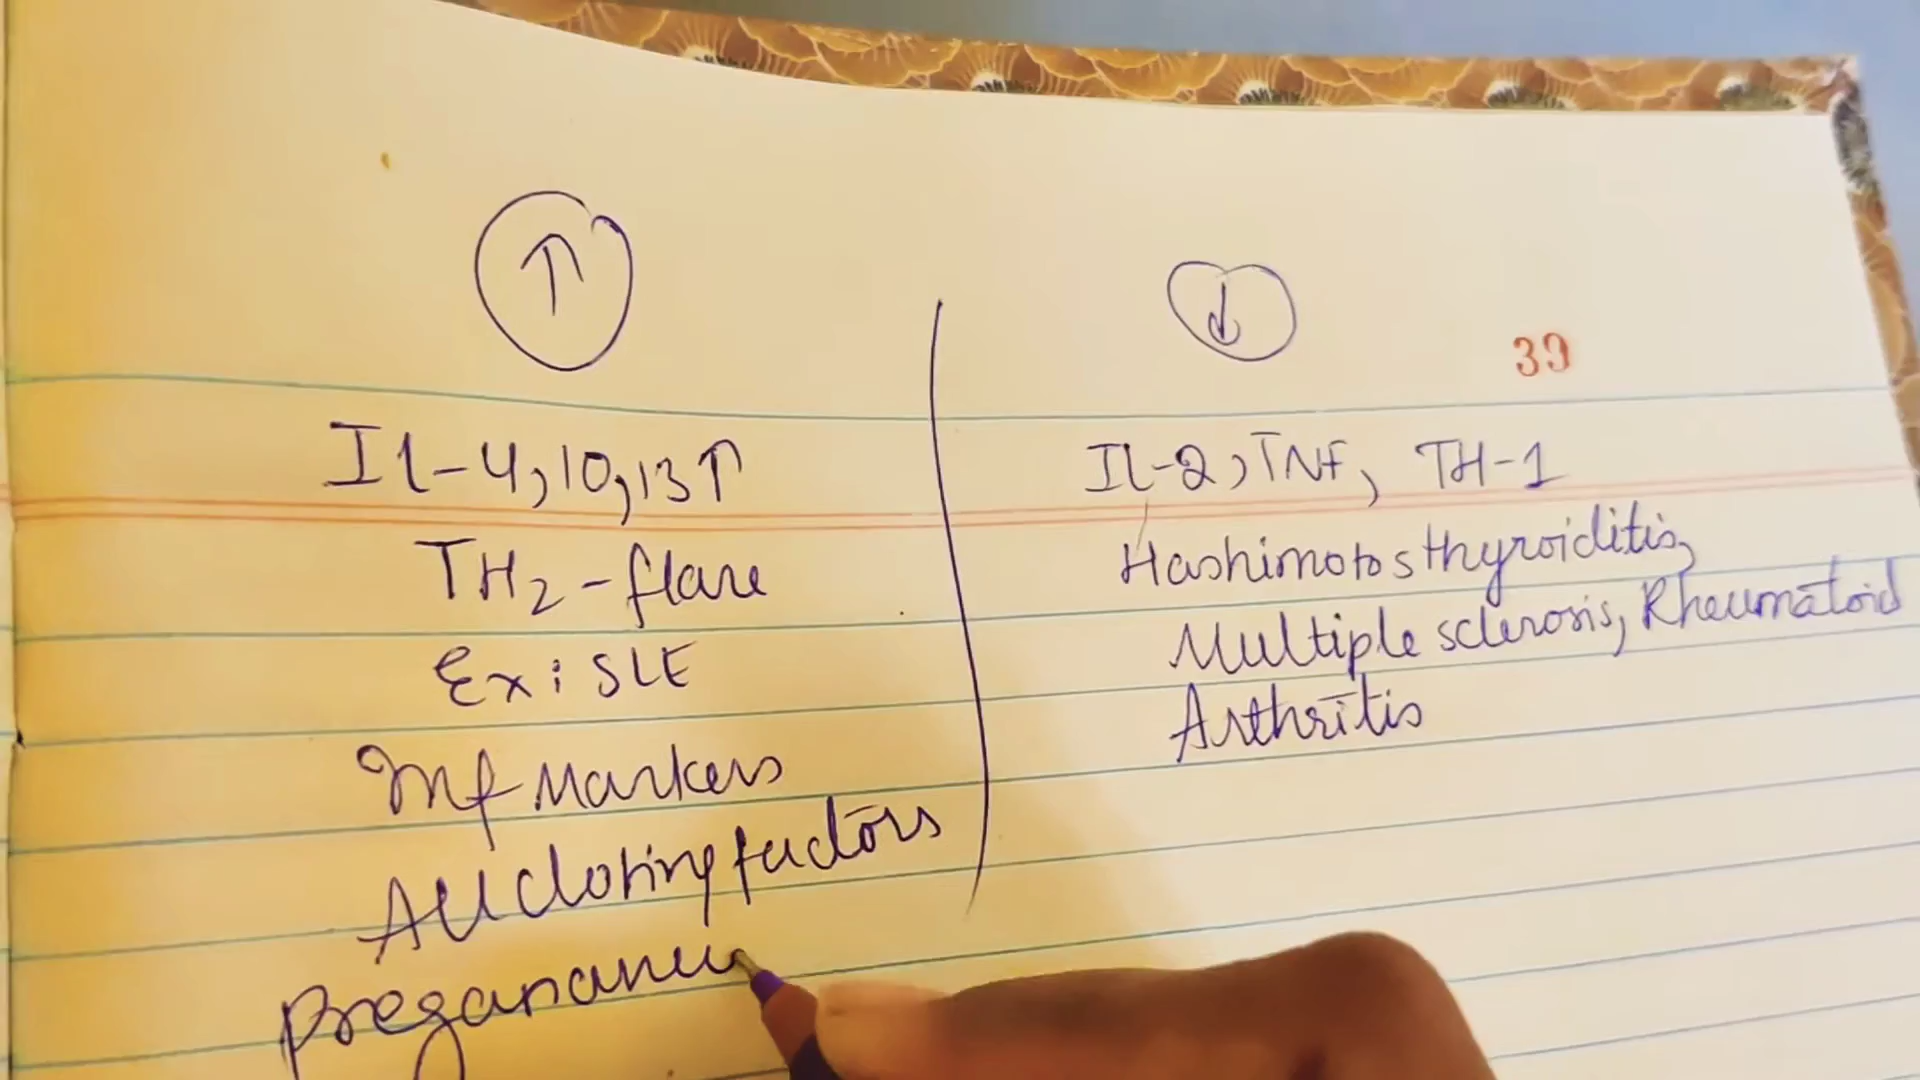 ↑
Il-4,10,13↑
TH2-flare
Ex: SLE
Inf Markers
All cloting factors
↓
39
Il-2, TNF, TH-1
Hashimotos thyroiditis,
Multiple sclerosis, Rheumatoid
Arthritis